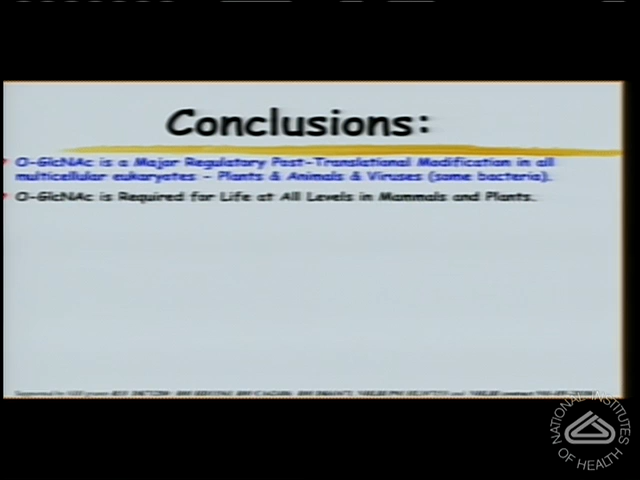 Conclusions:
O-GlcNAc is a Major Regulatory Post-Translational Modification in all
multicellular eukaryotes - Plants & Animals & Viruses (some bacteria).
O-GlcNAc is Required for Life at All Levels in Mammals and Plants.
NATIONAL INSTITUTES
OF HEALTH